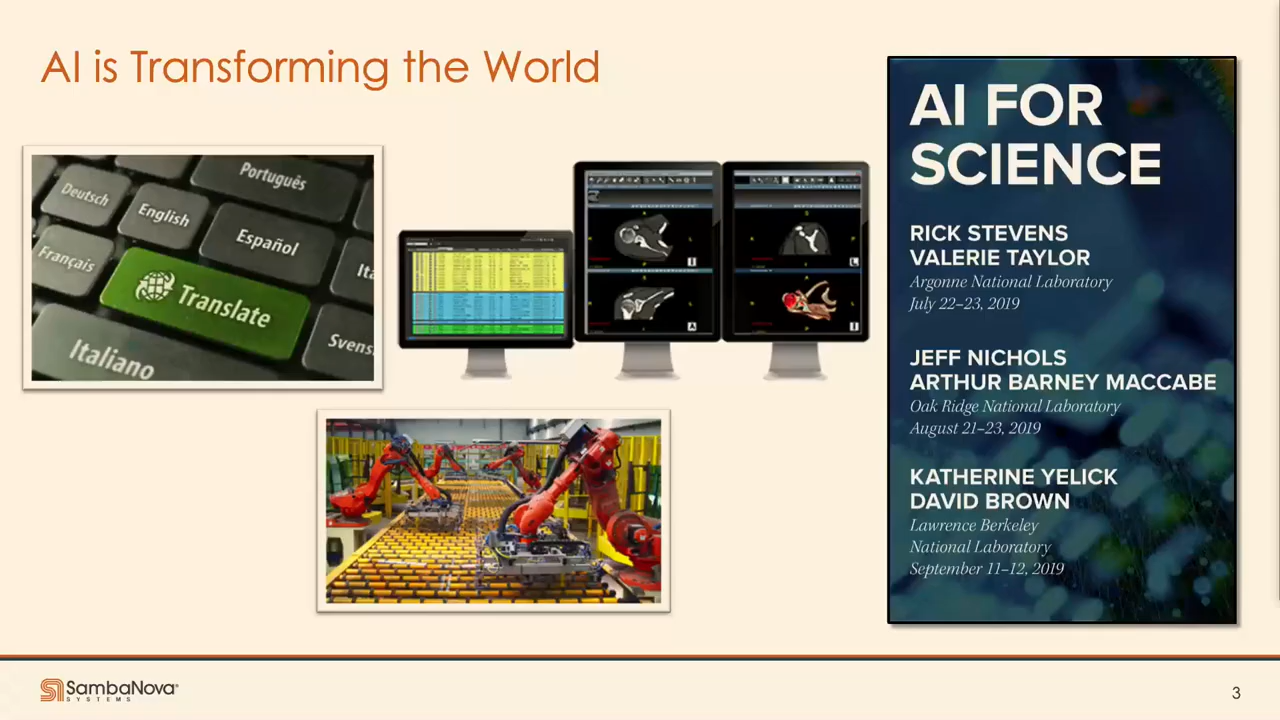 AI is Transforming the World
Português
Deutsch
English
Español
Français
Ita
Translate
Svens
Italiano
AI FOR
SCIENCE
RICK STEVENS
VALERIE TAYLOR
Argonne National Laboratory
July 22–23, 2019
JEFF NICHOLS
ARTHUR BARNEY MACCABE
Oak Ridge National Laboratory
August 21–23, 2019
KATHERINE YELICK
DAVID BROWN
Lawrence Berkeley
National Laboratory
September 11–12, 2019
SambaNova
SYSTEMS
3